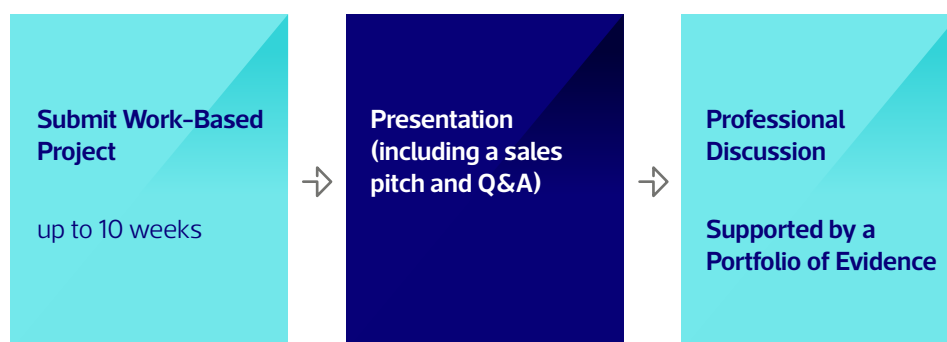 Submit Work-Based
Project
up to 10 weeks
Presentation
(including a sales
pitch and Q&A)
Professional
Discussion
Supported by a
Portfolio of Evidence